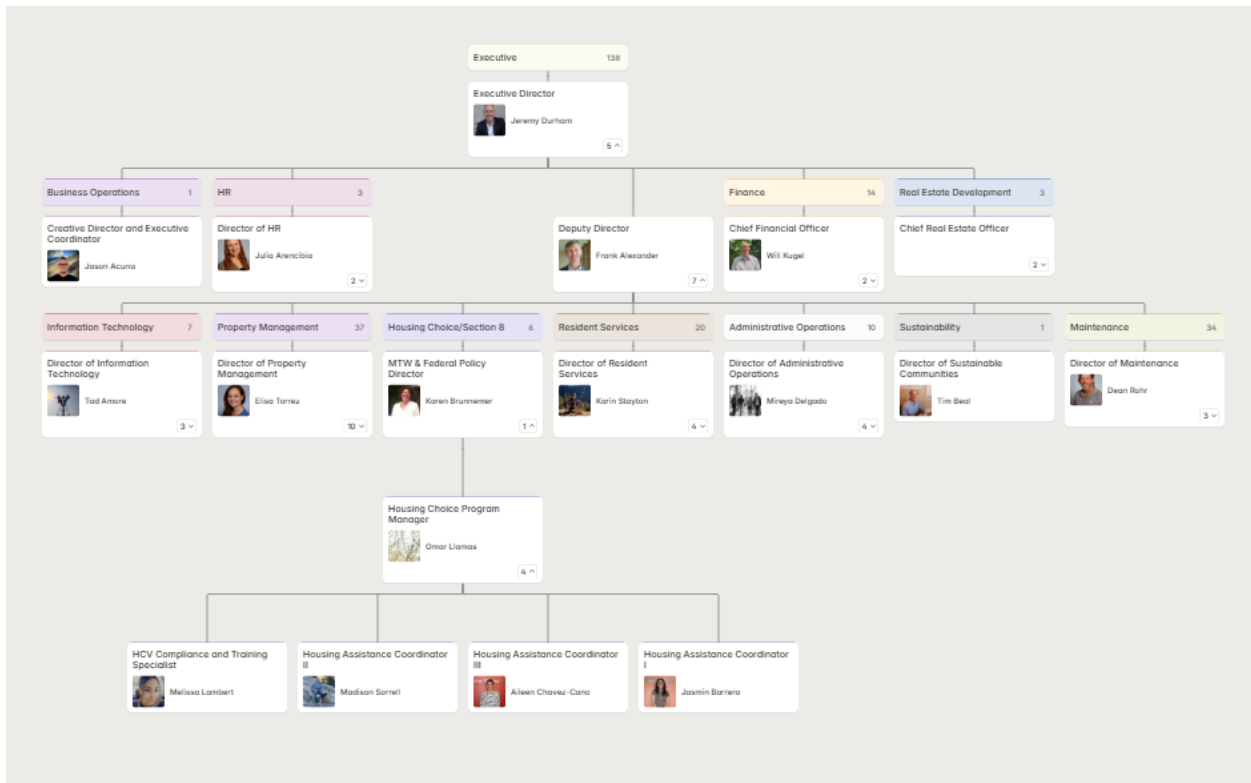 Executive 138
Executive Director
Jeremy Durham
5
Business Operations 1
HR 3
Finance 14
Real Estate Development 3
Creative Director and Executive
Coordinator
Jason Acuna
Director of HR
Julia Arencibia
2
Deputy Director
Frank Alexander
7
Chief Financial Officer
Will Kugel
2
Chief Real Estate Officer
2
Information Technology 7
Property Management 37
Housing Choice/Section 8 6
Resident Services 20
Administrative Operations 10
Sustainability 1
Maintenance 34
Director of Information
Technology
Tad Amore
3
Director of Property
Management
Elisa Torrez
10
MTW & Federal Policy
Director
Karen Brunnemer
1
Director of Resident
Services
Karin Stayton
4
Director of Administrative
Operations
Mireya Delgado
4
Director of Sustainable
Communities
Tim Beal
Director of Maintenance
Dean Rohr
3
Housing Choice Program
Manager
Omar Llamas
4
HCV Compliance and Training
Specialist
Melissa Lambert
Housing Assistance Coordinator
II
Madison Sorrell
Housing Assistance Coordinator
III
Aileen Chavez-Cano
Housing Assistance Coordinator
I
Jasmin Barrera